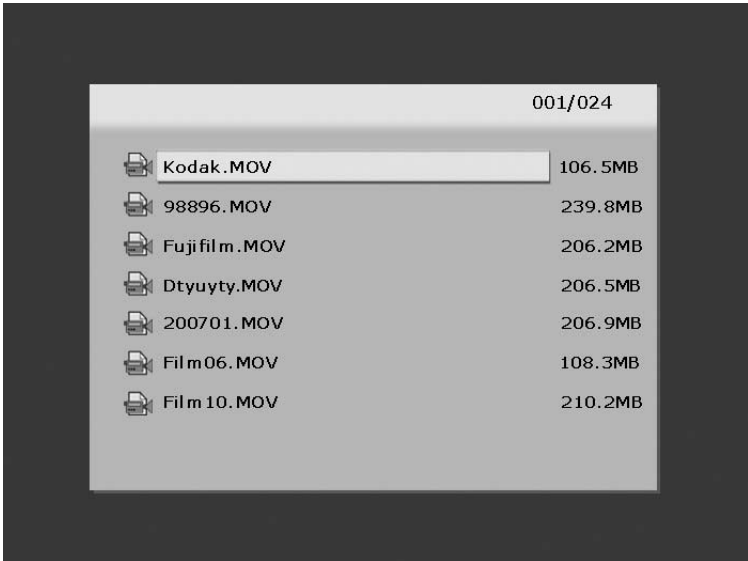 001/024
Kodak.MOV 106.5MB
98896.MOV 239.8MB
Fujifilm.MOV 206.2MB
Dtyuyty.MOV 206.5MB
200701.MOV 206.9MB
Film06.MOV 108.3MB
Film10.MOV 210.2MB